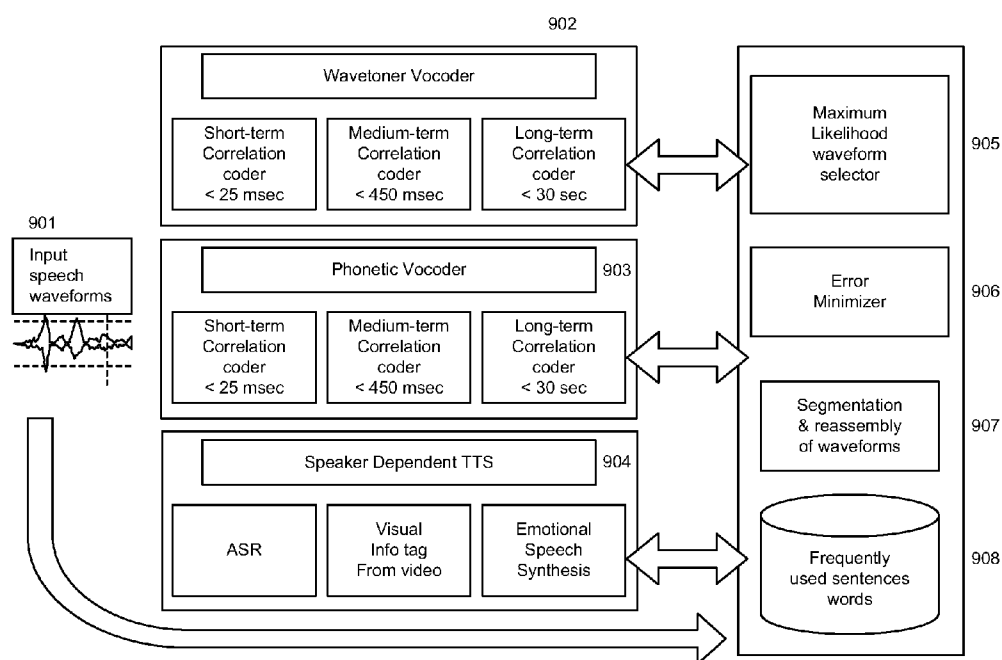 902
Wavetoner Vocoder
Short-term
Correlation
coder
< 25 msec
Medium-term
Correlation
coder
< 450 msec
Long-term
Correlation
coder
< 30 sec
901
Input
speech
waveforms
Phonetic Vocoder
903
Short-term
Correlation
coder
< 25 msec
Medium-term
Correlation
coder
< 450 msec
Long-term
Correlation
coder
< 30 sec
Speaker Dependent TTS
904
ASR
Visual
Info tag
From video
Emotional
Speech
Synthesis
Maximum
Likelihood
waveform
selector
905
Error
Minimizer
906
Segmentation
& reassembly
of waveforms
907
Frequently
used sentences
words
908